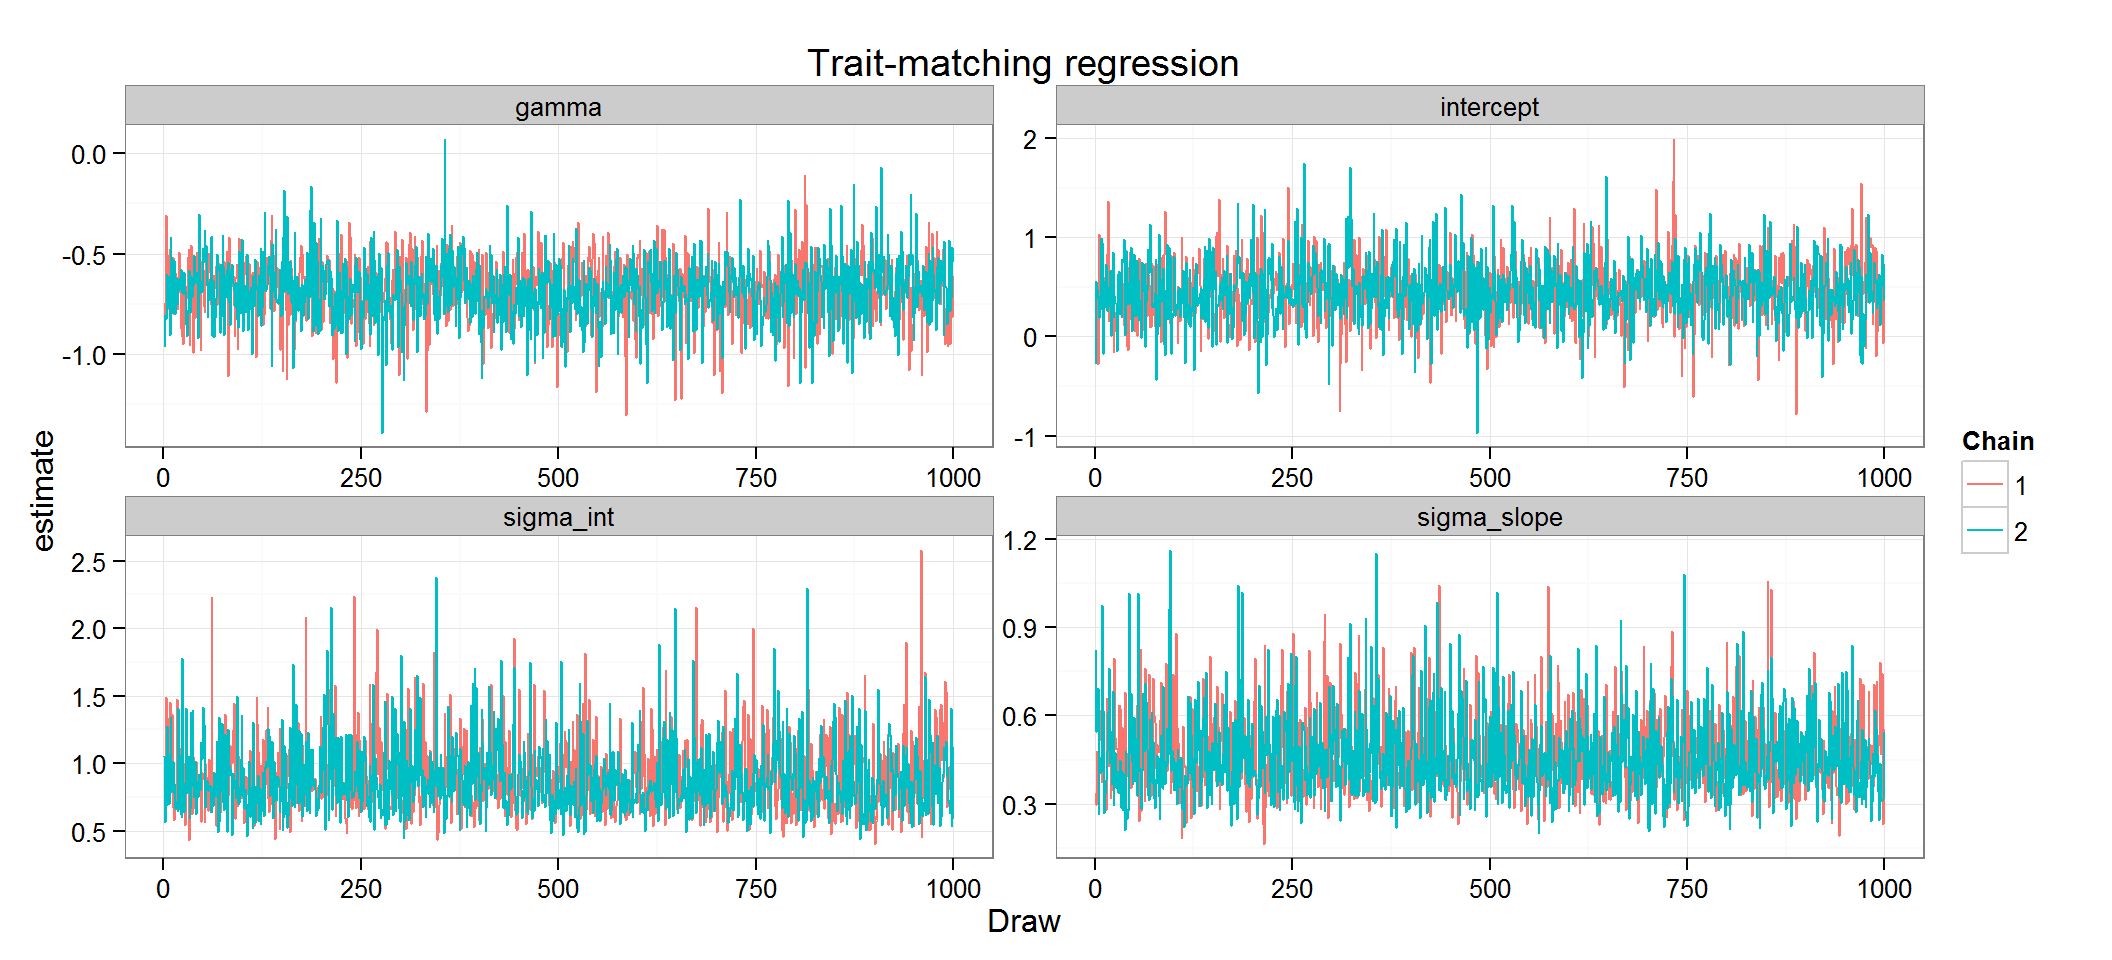 Trait-matching regression
gamma
intercept
0.0
-0.5
-1.0
2
1
0
-1
0 250 500 750 1000
0 250 500 750 1000
estimate
sigma_int
sigma_slope
2.5
2.0
1.5
1.0
0.5
1.2
0.9
0.6
0.3
0 250 500 750 1000
0 250 500 750 1000
Draw
Chain
1
2